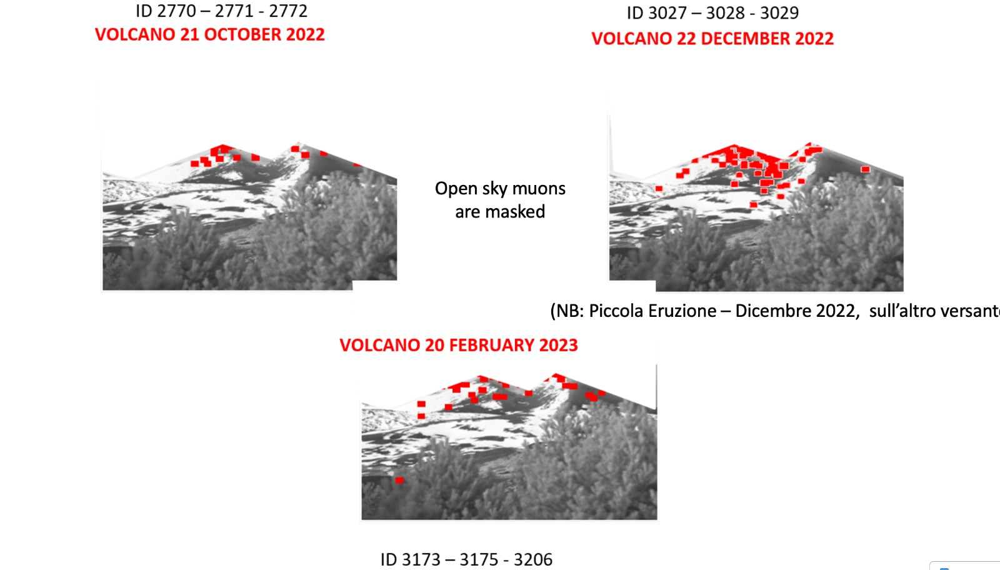 ID 2770 – 2771 - 2772
VOLCANO 21 OCTOBER 2022
ID 3027 – 3028 - 3029
VOLCANO 22 DECEMBER 2022
Open sky muons
are masked
(NB: Piccola Eruzione – Dicembre 2022, sull’altro versante
VOLCANO 20 FEBRUARY 2023
ID 3173 – 3175 - 3206